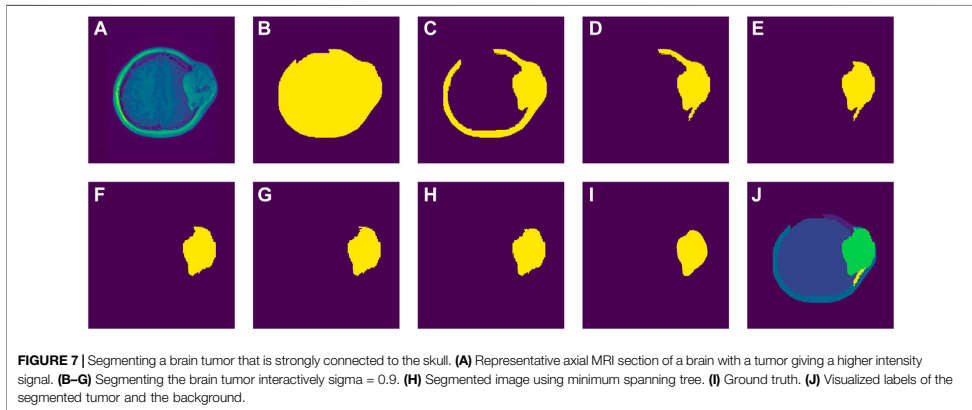 A B C D E
F G H I J
FIGURE 7 | Segmenting a brain tumor that is strongly connected to the skull. (A) Representative axial MRI section of a brain with a tumor giving a higher intensity
signal. (B–G) Segmenting the brain tumor interactively sigma = 0.9. (H) Segmented image using minimum spanning tree. (I) Ground truth. (J) Visualized labels of the
segmented tumor and the background.